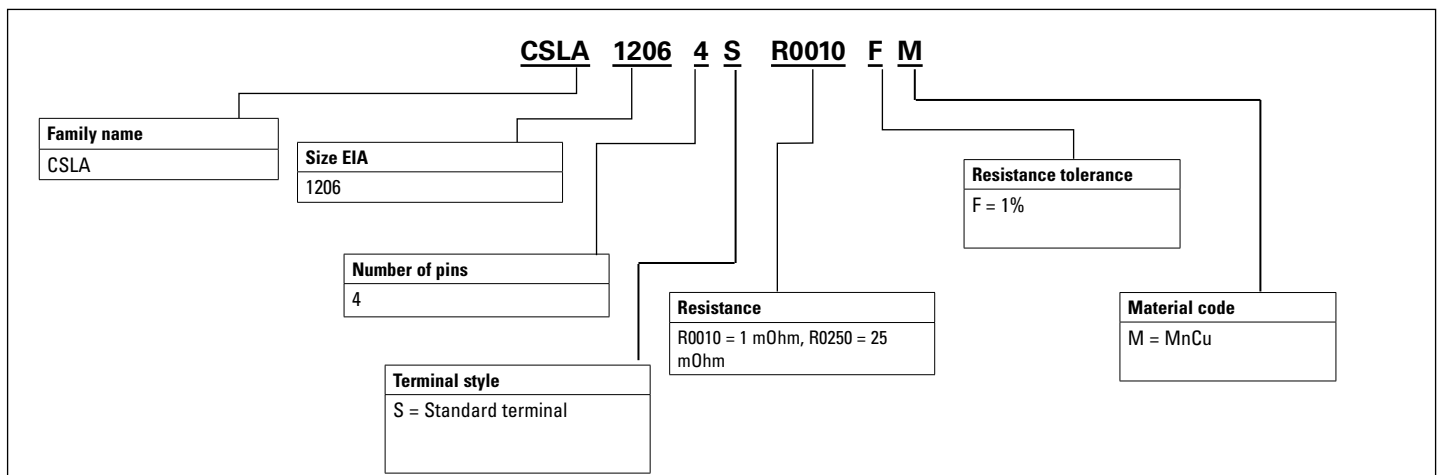 CSLA 1206 4 S R0010 F M
Family name
CSLA
Size EIA
1206
Number of pins
4
Terminal style
S = Standard terminal
Resistance
R0010 = 1 mOhm, R0250 = 25
mOhm
Resistance tolerance
F = 1%
Material code
M = MnCu